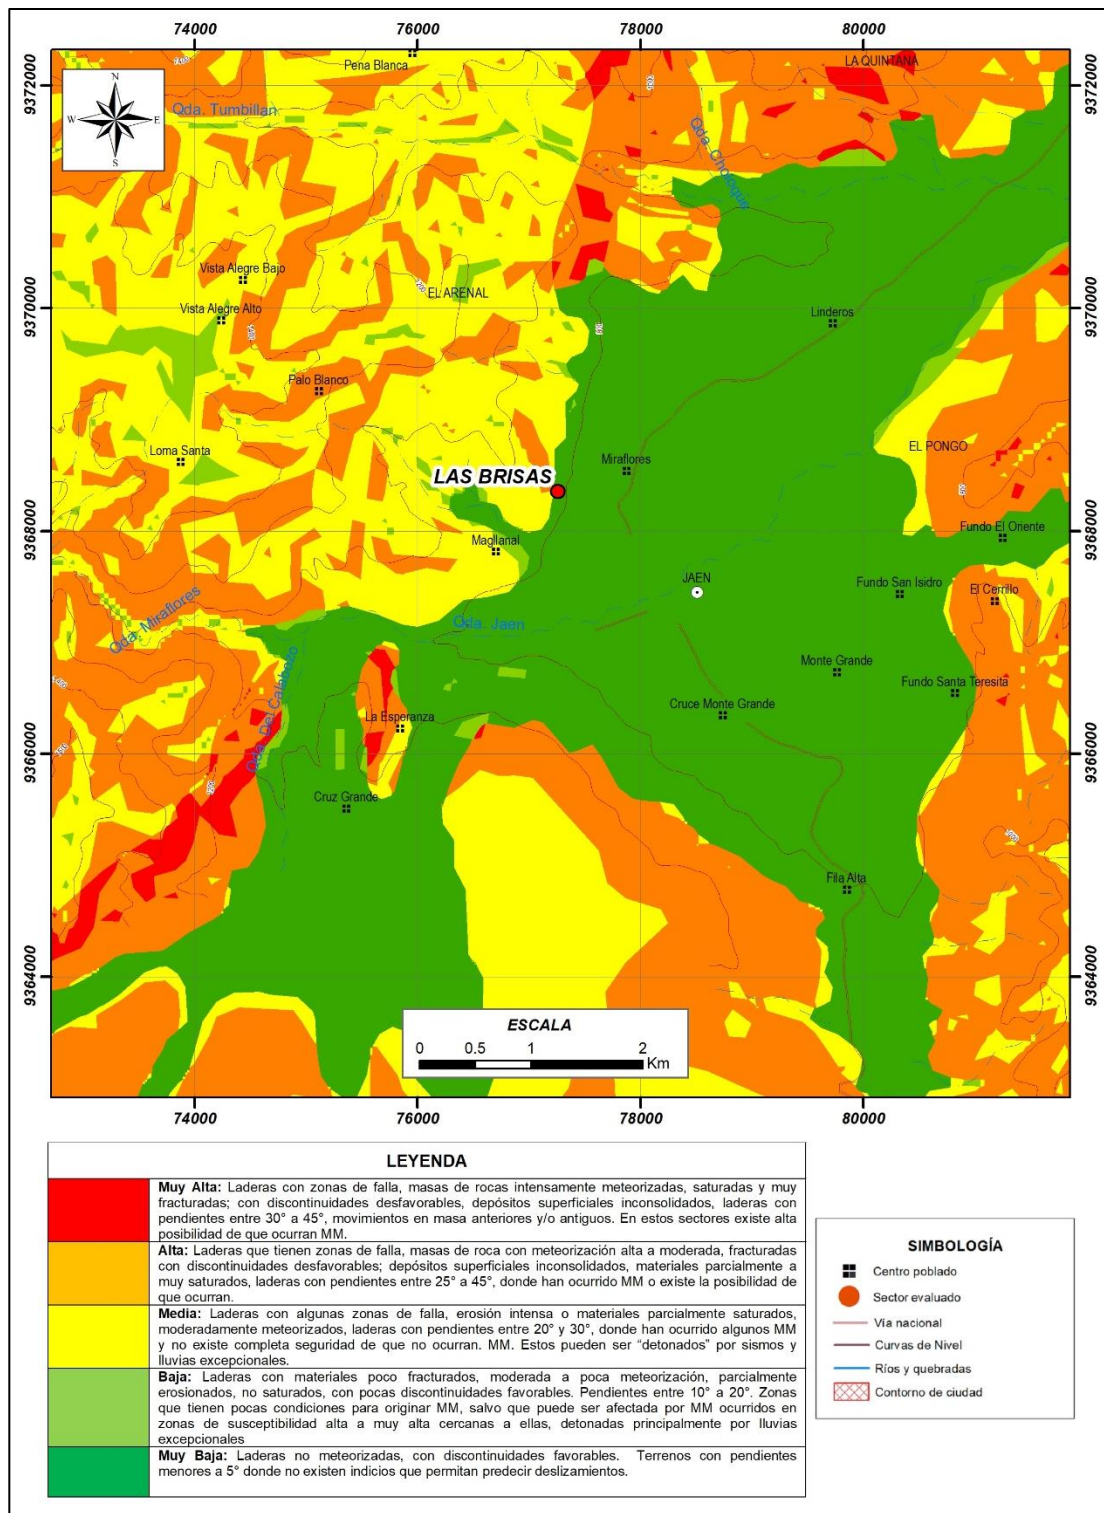 74000
76000
78000
80000
9372000
9372000
N
W
E
S
Pena Blanca
LA QUINTANA
Qda. Tumbillan
Qda. Choloque
Vista Alegre Bajo
9370000
EL ARENAL
9370000
Vista Alegre Alto
Linderos
Palo Blanco
Loma Santa
EL PONGO
Miraflores
LAS BRISAS
9368000
Fundo El Oriente
9368000
Magllanal
JAEN
Fundo San Isidro
El Cerrillo
Qda. Miraflores
Qda. Jaen
Qda. Del Calabozo
Monte Grande
Fundo Santa Teresita
La Esperanza
Cruce Monte Grande
9366000
9366000
Cruz Grande
Fila Alta
9364000
9364000
ESCALA
0 0.5 1 2
Km
74000
76000
78000
80000
LEYENDA
Muy Alta: Laderas con zonas de falla, masas de rocas intensamente meteorizadas, saturadas y muy
fracturadas; con discontinuidades desfavorables, depósitos superficiales inconsolidados, laderas con
pendientes entre 30° a 45°, movimientos en masa anteriores y/o antiguos. En estos sectores existe alta
posibilidad de que ocurran MM.
Alta: Laderas que tienen zonas de falla, masas de roca con meteorización alta a moderada, fracturadas
con discontinuidades desfavorables; depósitos superficiales inconsolidados, materiales parcialmente a
muy saturados, laderas con pendientes entre 25° a 45°, donde han ocurrido MM o existe la posibilidad de
que ocurran.
Media: Laderas con algunas zonas de falla, erosión intensa o materiales parcialmente saturados,
moderadamente meteorizados, laderas con pendientes entre 20° y 30°, donde han ocurrido algunos MM
y no existe completa seguridad de que no ocurran. MM. Estos pueden ser “detonados” por sismos y
lluvias excepcionales.
Baja: Laderas con materiales poco fracturados, moderada a poca meteorización, parcialmente
erosionados, no saturados, con pocas discontinuidades favorables. Pendientes entre 10° a 20°. Zonas
que tienen pocas condiciones para originar MM, salvo que puede ser afectada por MM ocurridos en
zonas de susceptibilidad alta a muy alta cercanas a ellas, detonadas principalmente por lluvias
excepcionales
Muy Baja: Laderas no meteorizadas, con discontinuidades favorables. Terrenos con pendientes
menores a 5° donde no existen indicios que permitan predecir deslizamientos.
SIMBOLOGÍA
Centro poblado
Sector evaluado
Vía nacional
Curvas de Nivel
Ríos y quebradas
Contorno de ciudad